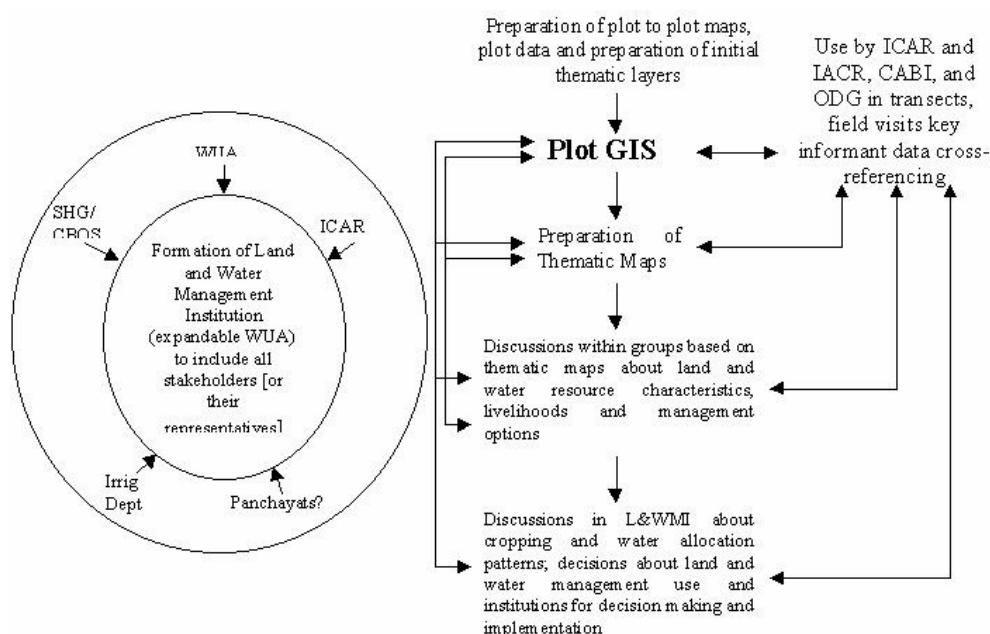 Preparation of plot to plot maps,
plot data and preparation of initial
thematic layers
Use by ICAR and
IACR, CABI, and
ODG in transects,
field visits key
informant data cross-
referencing
Plot GIS
WUA
SHG/
CBOS
ICAR
Formation of Land
and Water
Management
Institution
(expandable WUA)
to include all
stakeholders [or
their
representatives]
Irrig
Dept
Panchayats?
Preparation of
Thematic Maps
Discussions within groups based on
thematic maps about land and
water resource characteristics,
livelihoods and management
options
Discussions in L&WMI about
cropping and water allocation
patterns; decisions about land and
water management use and
institutions for decision making and
implementation